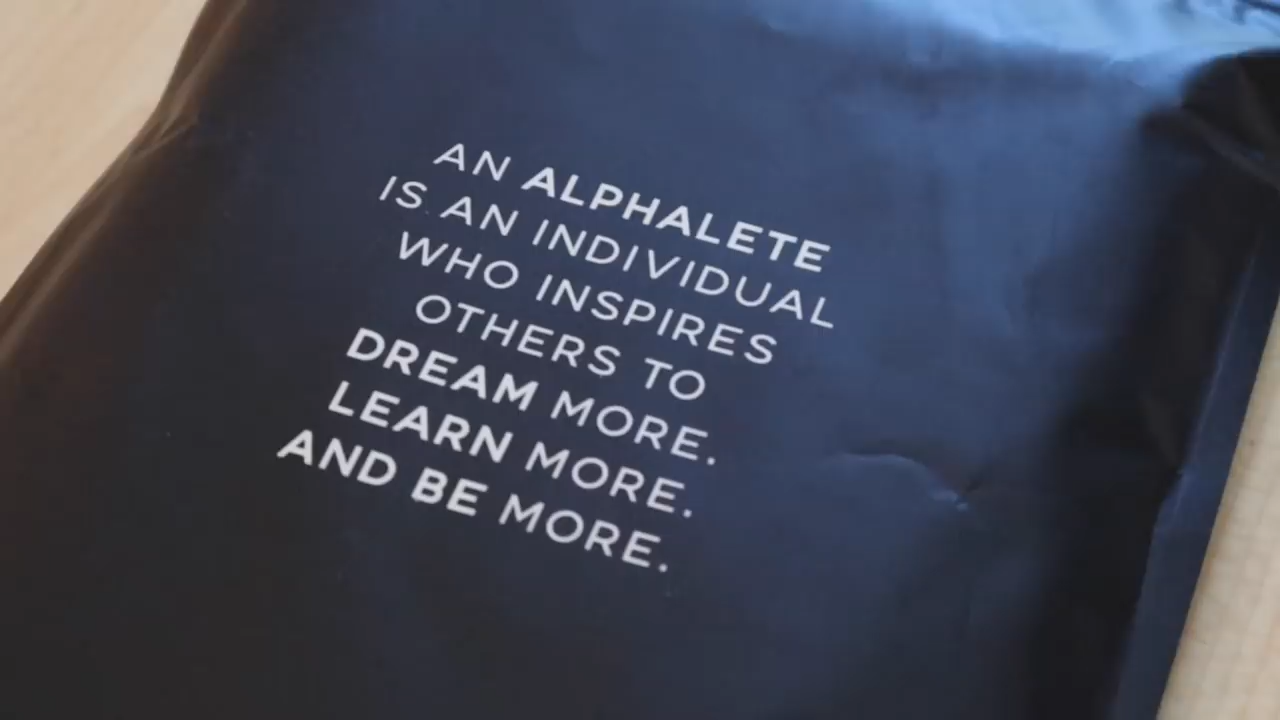 AN ALPHALETE
IS AN INDIVIDUAL
WHO INSPIRES
OTHERS TO
DREAM MORE.
LEARN MORE.
AND BE MORE.